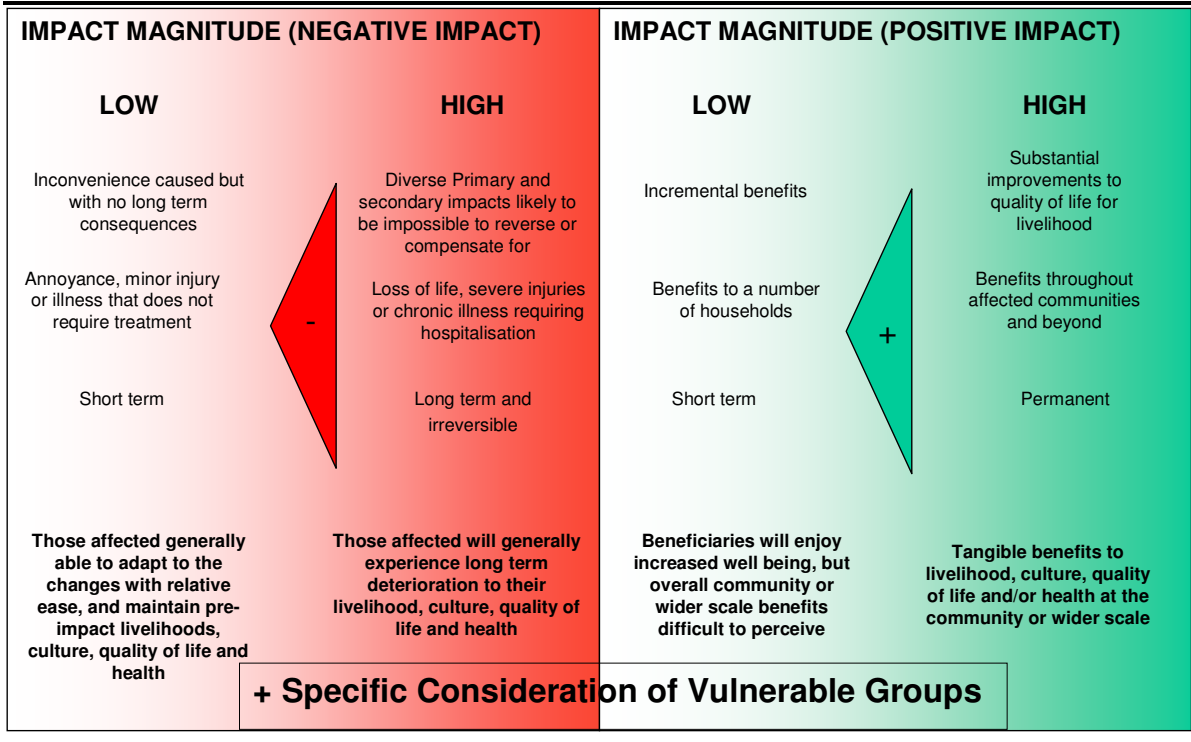 IMPACT MAGNITUDE (NEGATIVE IMPACT)
LOW
HIGH
Inconvenience caused but
with no long term
consequences
Diverse Primary and
secondary impacts likely to
be impossible to reverse or
compensate for
Annoyance, minor injury
or illness that does not
require treatment
-
Loss of life, severe injuries
or chronic illness requiring
hospitalisation
Short term
Long term and
irreversible
Those affected generally
able to adapt to the
changes with relative
ease, and maintain pre-
impact livelihoods,
culture, quality of life and
health
Those affected will generally
experience long term
deterioration to their
livelihood, culture, quality of
life and health
IMPACT MAGNITUDE (POSITIVE IMPACT)
LOW
HIGH
Incremental benefits
Substantial
improvements to
quality of life for
livelihood
Benefits to a number
of households
+
Benefits throughout
affected communities
and beyond
Short term
Permanent
Beneficiaries will enjoy
increased well being, but
overall community or
wider scale benefits
difficult to perceive
Tangible benefits to
livelihood, culture, quality
of life and/or health at the
community or wider scale
+ Specific Consideration of Vulnerable Groups